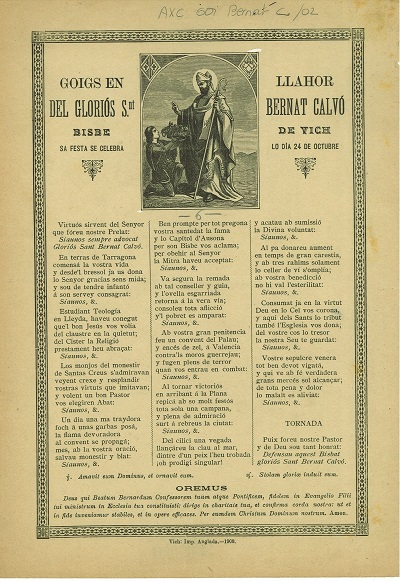 AXC 501 Bernat C/02
GOIGS EN LLAHOR
DEL GLORIÓS S.nt BERNAT CALVÓ
BISBE DE VICH
SA FESTA SE CELEBRA LO DÍA 24 DE OCTUBRE
6
Virtuós sirvent del Senyor
que fóreu nostre Prelat:
Siaunos sempre advocat
Gloriós Sant Bernat Calvó.
En terras de Tarragona
comensá la vostra vida
y desde'l bressol ja us dona
lo Senyor gracias sens mida;
y sou de tendre infantó
á son servey consagrat:
Siaunos, &.
Estudiant Teología
en Lleyda, haveu conegut
que'l bon Jesús vos volía
del claustre en la quietut;
del Cister la Religió
prestament heu abraçat:
Siaunos, &.
Los monjos del monestir
de Santas Creus s'admiravan
veyent creixe y resplandir
vostras virtuts que imitavan;
y volent un bon Pastor
vos elegiren Abat:
Siaunos, &.
Un día una ma traydora
foch á unas garbas posá,
la flama devoradora
al convent se propagá;
mes, ab la vostra oració,
salvau monestir y blat:
Siaunos, &.
Ben prompte per tot pregona
vostra santedat la fama
y lo Capítol d'Ausona
per son Bisbe vos aclama;
per obehir al Senyor
la Mitra haveu acceptat:
Siaunos, &.
Va segura la remada
ab tal conseller y guía,
y l'ovella esgarriada
retorna á la vera vía;
consoleu tota aflicció
y'l pobret es amparat:
Siaunos, &.
Ab vostra gran penitencia
feu un convent del Palau;
y encés de zel, á Valencia
contra'ls moros guerrejau;
y fugen plens de terror
quan vos entrau en combat:
Siaunos, &.
Al tornar victoriós
en arribant á la Plana
repica ab so molt festos
tota sola una campana,
y plena de admiració
surt á rebreus la ciutat:
Siaunos, &.
Del cilici una vegada
llançáreu la clau al mar,
dintre d'un peix l'heu trobada
¡oh prodigi singular!
y acatau ab sumissió
la Divina voluntat:
Siaunos, &.
Al pa donareu aument
en temps de gran carestía,
y ab tres rahims solament
lo celler de vi s'omplía;
ab vostra benedicció
no hi val l'esterilitat:
Siaunos, &.
Consumat ja en la virtut
Deu en lo Cel vos corona,
y aquí dels Sants lo tribut
també l'Esglesia vos dona,
del vostre cos lo tresor
la nostra Seu te guardat:
Siaunos, &.
Vostre sepulcre venera
tot ben devot vigatá,
y qui ve ab fé verdadera
grans mercés sol alcançar;
de tota pena y dolor
lo malalt es aliviat:
Siaunos, &.
TORNADA
Puix foreu nostre Pastor
y de Deu sou tant honrat:
Defensau aquest Bisbat
gloriós Sant Bernat Calvó.
℣. Amavit eum Dominus, et ornavit eum. ℟. Stolam gloriæ induit eum.
OREMUS
Deus qui Beatum Bernardum Confessorem tuum atque Pontificem, fidelem in Evangelio Filii
tui ministrum in Ecclesia tua constituisti: dirige in charitate tua, et confirma corda nostra: ut et
in fide inveniamur stabiles, et in opere efficaces. Per eumdem Christum Dominum nostrum. Amen.
Vich: Imp. Anglada.—1900.